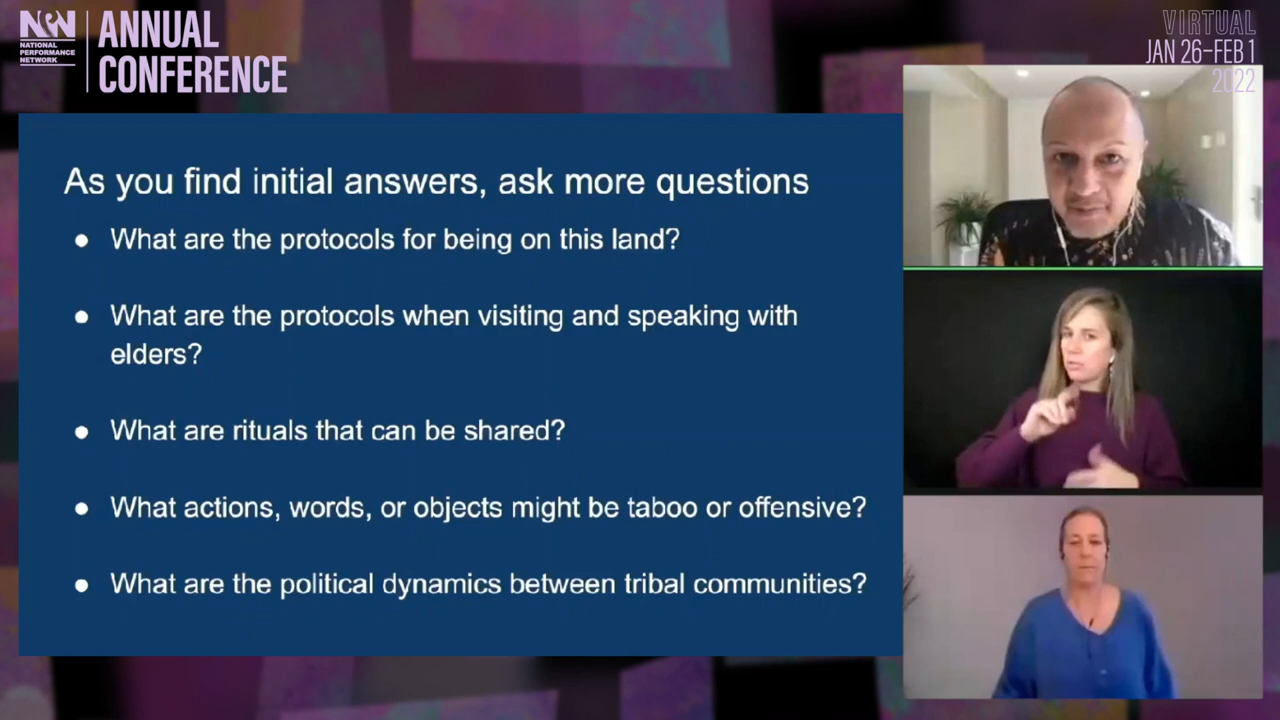 NPN
NATIONAL
PERFORMANCE
NETWORK
ANNUAL
CONFERENCE
VIRTUAL
JAN 26–FEB 1
2022
As you find initial answers, ask more questions
● What are the protocols for being on this land?
● What are the protocols when visiting and speaking with
elders?
● What are rituals that can be shared?
● What actions, words, or objects might be taboo or offensive?
● What are the political dynamics between tribal communities?